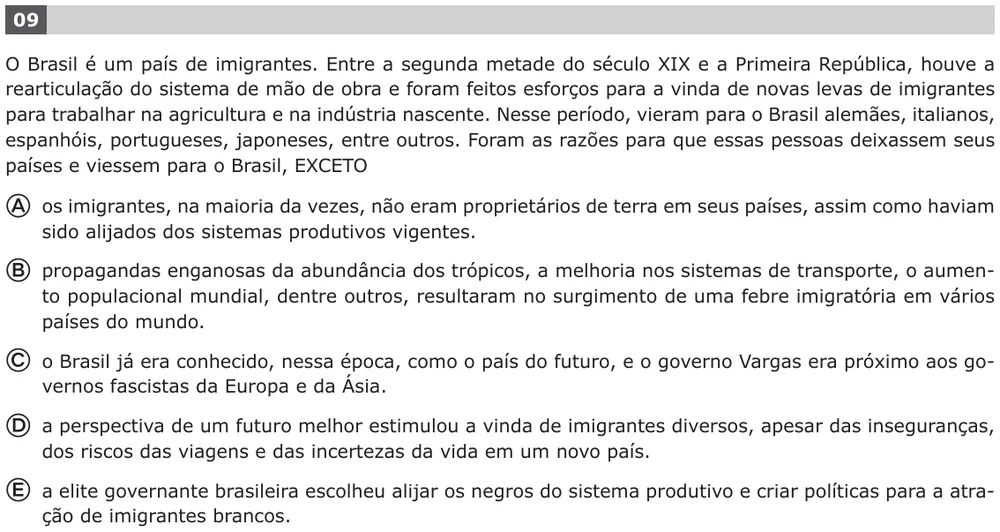 09
O Brasil é um país de imigrantes. Entre a segunda metade do século XIX e a Primeira República, houve a
rearticulação do sistema de mão de obra e foram feitos esforços para a vinda de novas levas de imigrantes
para trabalhar na agricultura e na indústria nascente. Nesse período, vieram para o Brasil alemães, italianos,
espanhóis, portugueses, japoneses, entre outros. Foram as razões para que essas pessoas deixassem seus
países e viessem para o Brasil, EXCETO
A os imigrantes, na maioria da vezes, não eram proprietários de terra em seus países, assim como haviam
sido alijados dos sistemas produtivos vigentes.
B propagandas enganosas da abundância dos trópicos, a melhoria nos sistemas de transporte, o aumen-
to populacional mundial, dentre outros, resultaram no surgimento de uma febre imigratória em vários
países do mundo.
C o Brasil já era conhecido, nessa época, como o país do futuro, e o governo Vargas era próximo aos go-
vernos fascistas da Europa e da Ásia.
D a perspectiva de um futuro melhor estimulou a vinda de imigrantes diversos, apesar das inseguranças,
dos riscos das viagens e das incertezas da vida em um novo país.
E a elite governante brasileira escolheu alijar os negros do sistema produtivo e criar políticas para a atra-
ção de imigrantes brancos.